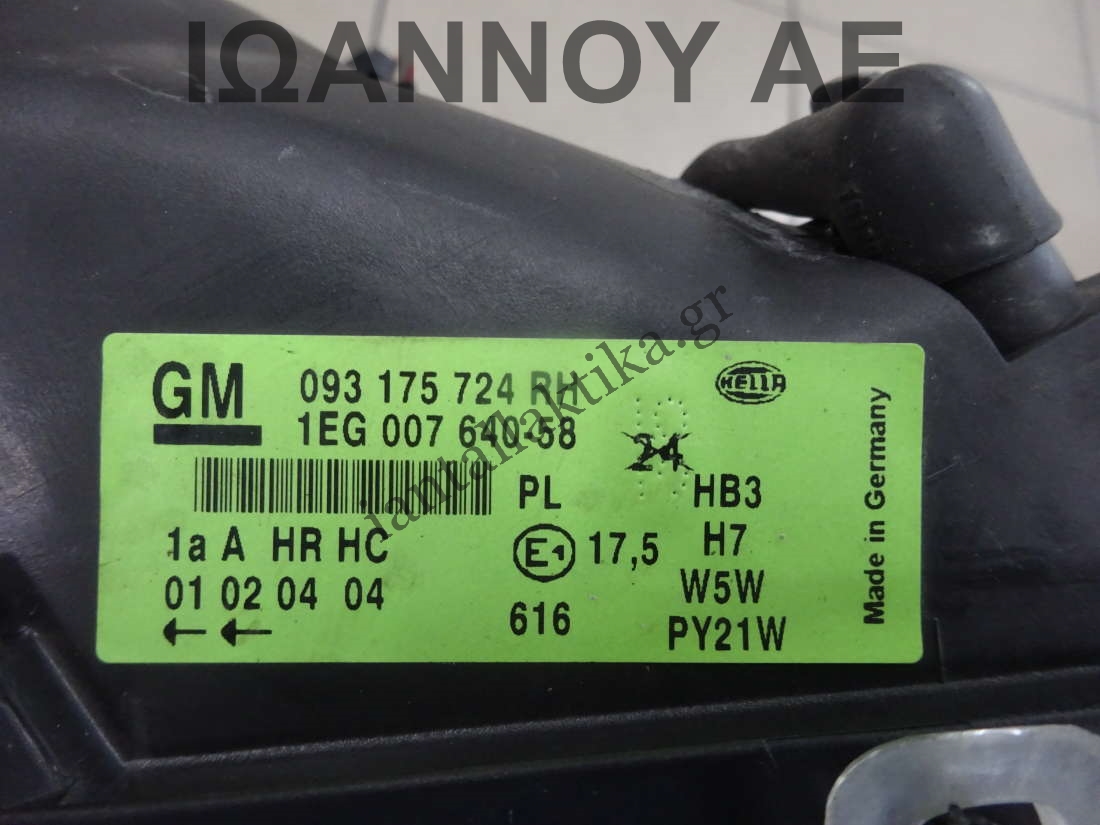 ΙΩΑΝΝΟΥ ΑΕ
GM 093 175 724 RH
1EG 007 640-58
HELLA
24
PL HB3
1a A HR HC E1 17,5 H7
01 02 04 04 W5W
616 PY21W
Made in Germany
iantalaktika.gr